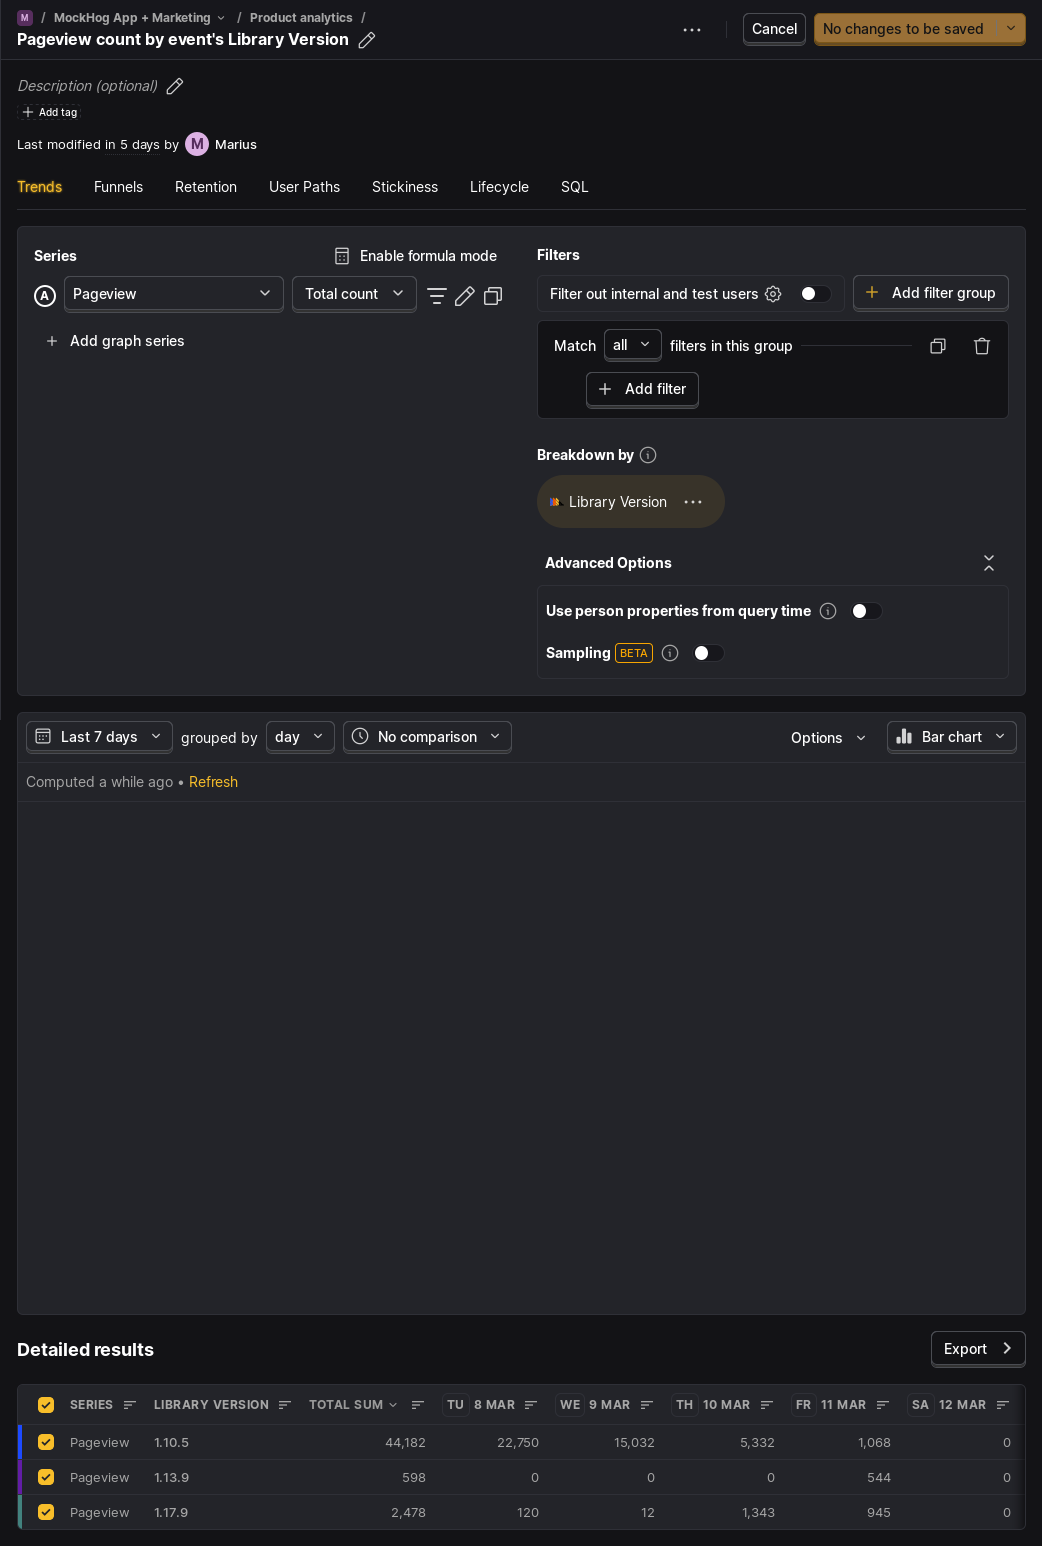 M / MockHog App + Marketing / Product analytics /
Pageview count by event's Library Version
Cancel
No changes to be saved
Description (optional)
Add tag
Last modified in 5 days by M Marius
Trends Funnels Retention User Paths Stickiness Lifecycle SQL
Series
Enable formula mode
A Pageview Total count
Add graph series
Filters
Filter out internal and test users
Add filter group
Match all filters in this group
Add filter
Breakdown by
Library Version
Advanced Options
Use person properties from query time
Sampling BETA
Last 7 days grouped by day No comparison Options Bar chart
Computed a while ago • Refresh
Detailed results
Export
SERIES LIBRARY VERSION TOTAL SUM TU 8 MAR WE 9 MAR TH 10 MAR FR 11 MAR SA 12 MAR
Pageview 1.10.5 44,182 22,750 15,032 5,332 1,068 0
Pageview 1.13.9 598 0 0 0 544 0
Pageview 1.17.9 2,478 120 12 1,343 945 0